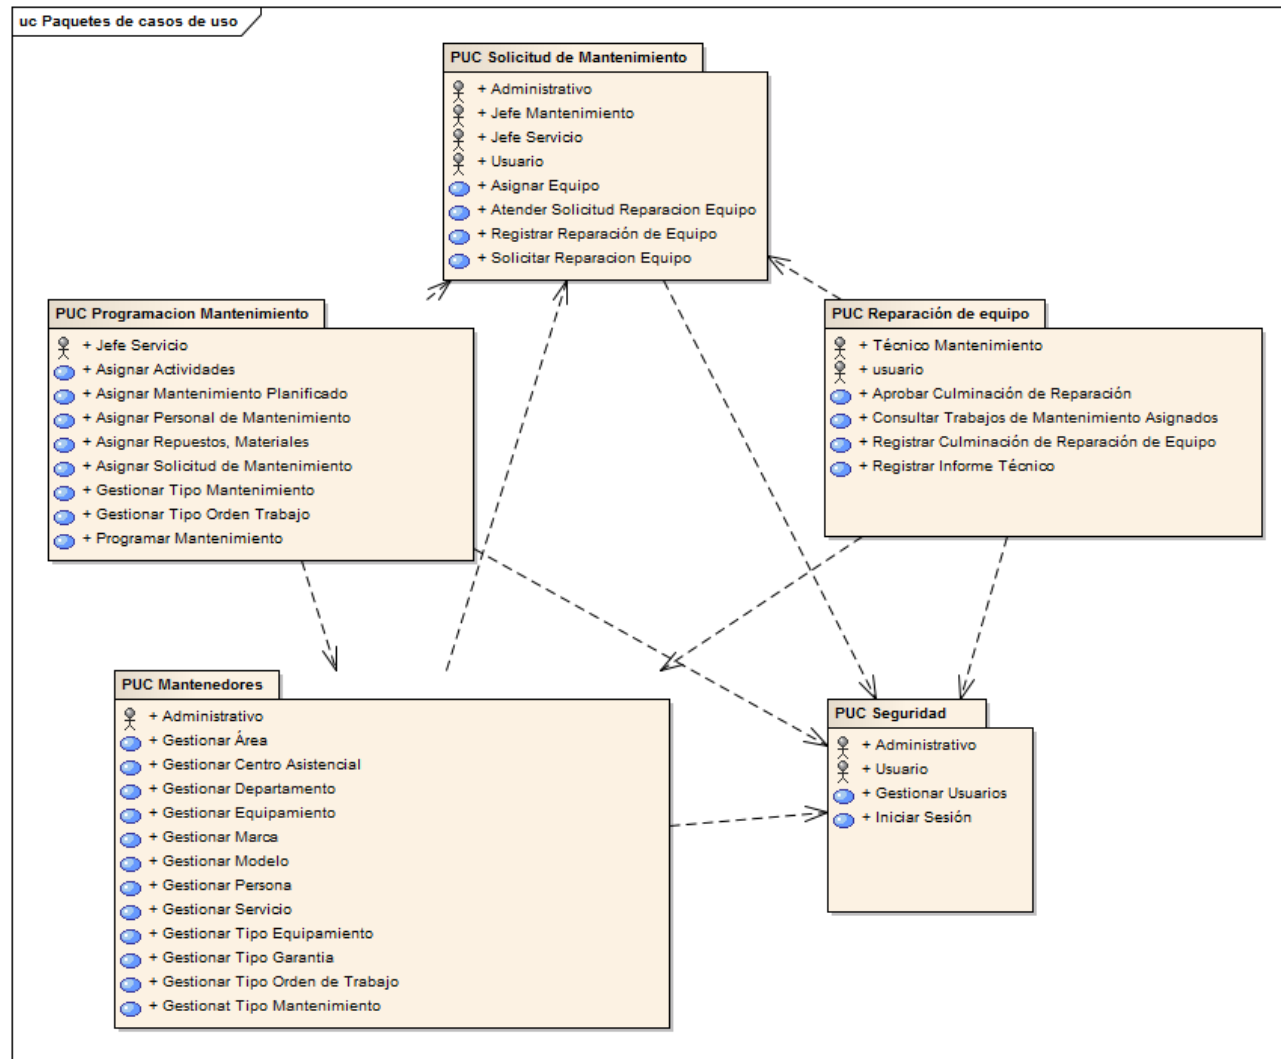 uc Paquetes de casos de uso
PUC Solicitud de Mantenimiento
+ Administrativo
+ Jefe Mantenimiento
+ Jefe Servicio
+ Usuario
+ Asignar Equipo
+ Atender Solicitud Reparacion Equipo
+ Registrar Reparación de Equipo
+ Solicitar Reparacion Equipo
PUC Programacion Mantenimiento
+ Jefe Servicio
+ Asignar Actividades
+ Asignar Mantenimiento Planificado
+ Asignar Personal de Mantenimiento
+ Asignar Repuestos, Materiales
+ Asignar Solicitud de Mantenimiento
+ Gestionar Tipo Mantenimiento
+ Gestionar Tipo Orden Trabajo
+ Programar Mantenimiento
PUC Reparación de equipo
+ Técnico Mantenimiento
+ usuario
+ Aprobar Culminación de Reparación
+ Consultar Trabajos de Mantenimiento Asignados
+ Registrar Culminación de Reparación de Equipo
+ Registrar Informe Técnico
PUC Mantenedores
+ Administrativo
+ Gestionar Área
+ Gestionar Centro Asistencial
+ Gestionar Departamento
+ Gestionar Equipamiento
+ Gestionar Marca
+ Gestionar Modelo
+ Gestionar Persona
+ Gestionar Servicio
+ Gestionar Tipo Equipamiento
+ Gestionar Tipo Garantia
+ Gestionar Tipo Orden de Trabajo
+ Gestionat Tipo Mantenimiento
PUC Seguridad
+ Administrativo
+ Usuario
+ Gestionar Usuarios
+ Iniciar Sesión